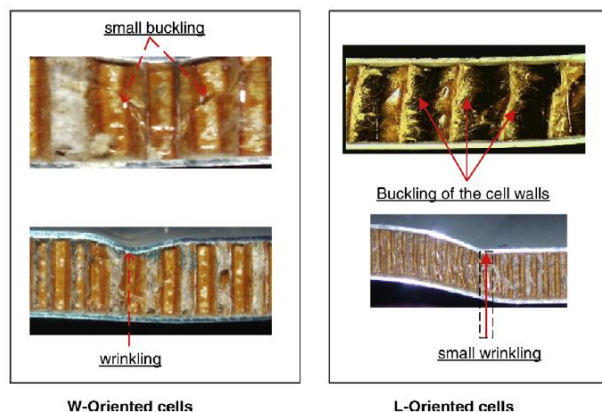 small buckling
wrinkling
W-Oriented cells
Buckling of the cell walls
small wrinkling
L-Oriented cells